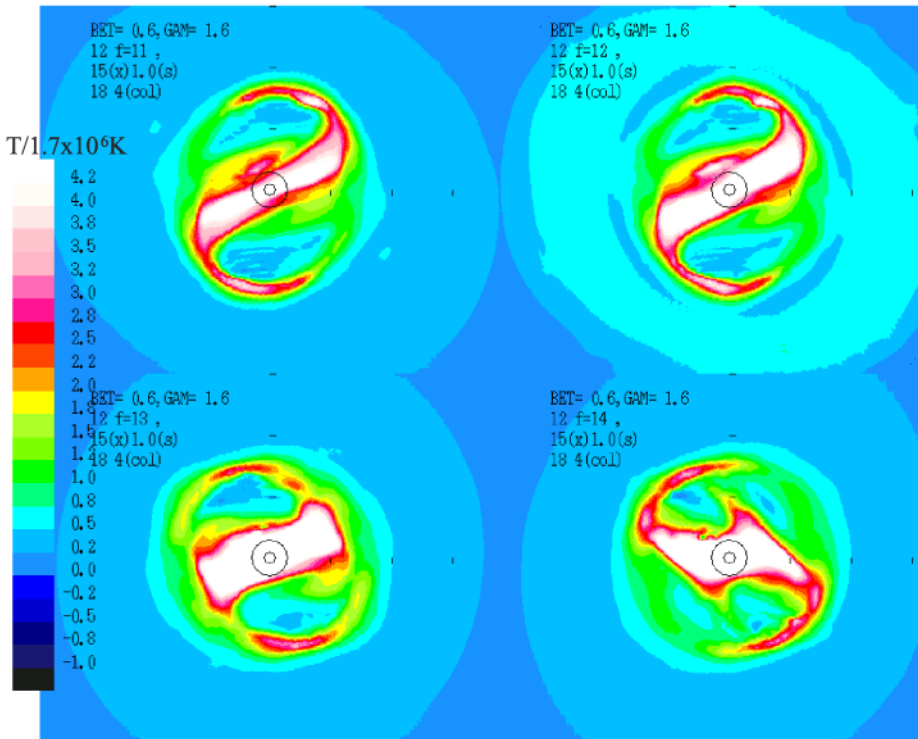 BET= 0.6,GAM= 1.6
12 f=11 ,
15(x)1.0(s)
18 4(col)
BET= 0.6,GAM= 1.6
12 f=12 ,
15(x)1.0(s)
18 4(col)
T/1.7x10⁶K
4.2
4.0
3.8
3.5
3.2
3.0
2.8
2.5
2.2
2.0
1.8
1.5
1.2
1.0
0.8
0.5
0.2
0.0
-0.2
-0.5
-0.8
-1.0
BET= 0.6,GAM= 1.6
12 f=13 ,
15(x)1.0(s)
18 4(col)
BET= 0.6,GAM= 1.6
12 f=14 ,
15(x)1.0(s)
18 4(col)